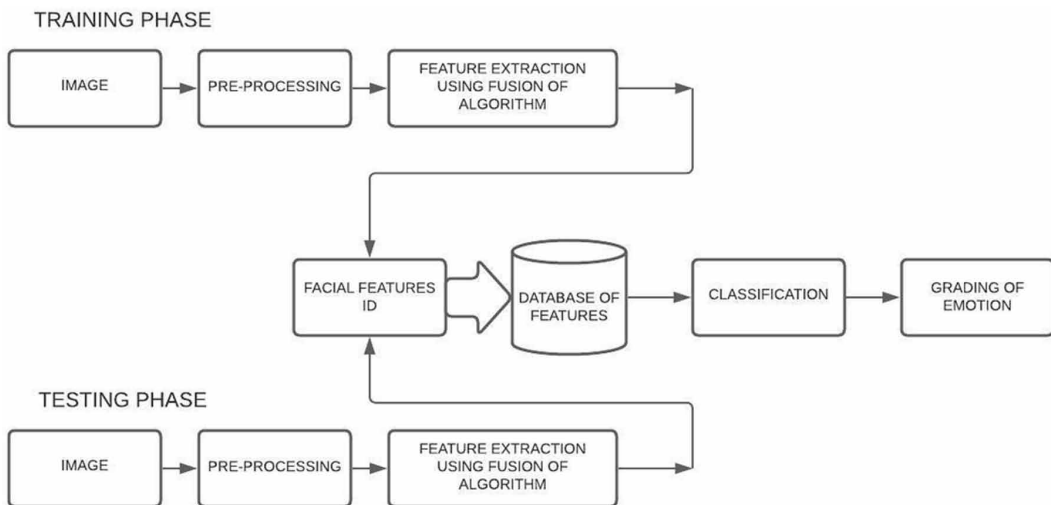 TRAINING PHASE
IMAGE
PRE-PROCESSING
FEATURE EXTRACTION
USING FUSION OF
ALGORITHM
FACIAL FEATURES
ID
DATABASE OF
FEATURES
CLASSIFICATION
GRADING OF
EMOTION
TESTING PHASE
IMAGE
PRE-PROCESSING
FEATURE EXTRACTION
USING FUSION OF
ALGORITHM